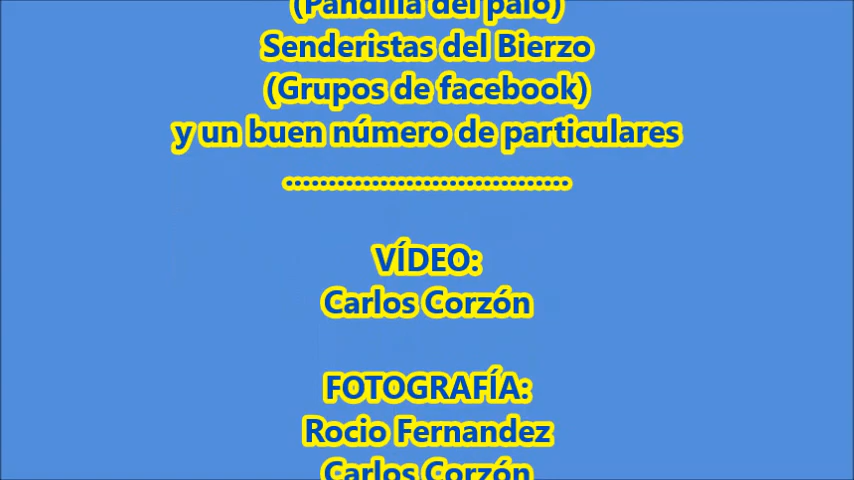 (Pandilla del palo)
Senderistas del Bierzo
(Grupos de facebook)
y un buen número de particulares
.................................
VÍDEO:
Carlos Corzón
FOTOGRAFÍA:
Rocio Fernandez
Carlos Corzón